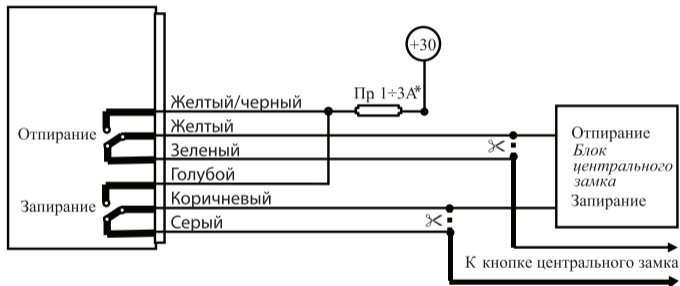 +30
Пр 1÷3А*
Желтый/черный
Отпирание
Желтый
Зеленый
Голубой
Запирание
Коричневый
Серый
Отпирание
Блок
центрального
замка
Запирание
К кнопке центрального замка